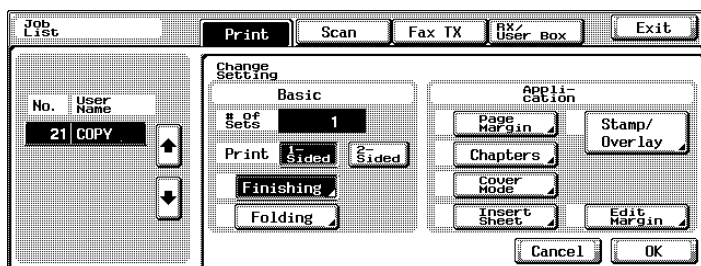 Job
List
Print
Scan
Fax TX
RX/
User Box
Exit
No.
User
Name
21 COPY
Change
Setting
Basic
# of
Sets
1
Print
1-
Sided
2-
Sided
Finishing
Folding
Appli-
cation
Page
Margin
Stamp/
Overlay
Chapters
Cover
Mode
Insert
Sheet
Edit
Margin
Cancel
OK